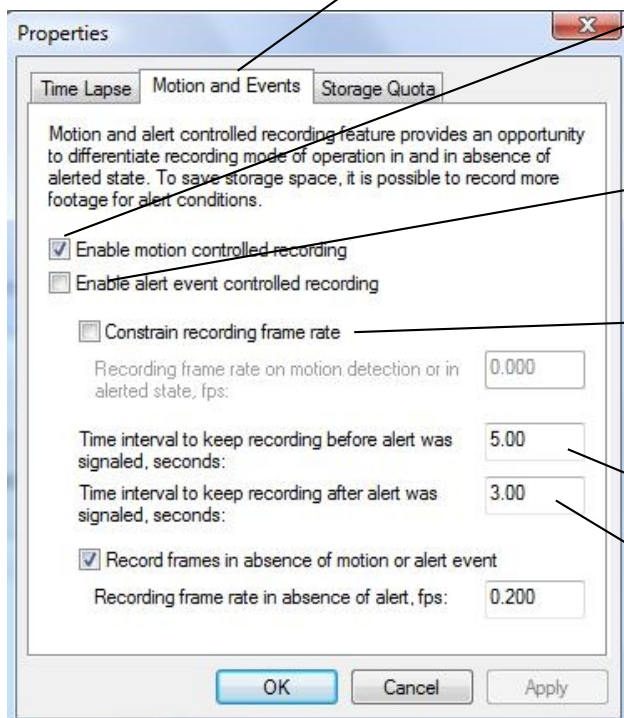 Properties
Time Lapse
Motion and Events
Storage Quota
Motion and alert controlled recording feature provides an opportunity
to differentiate recording mode of operation in and in absence of
alerted state. To save storage space, it is possible to record more
footage for alert conditions.
Enable motion controlled recording
Enable alert event controlled recording
Constrain recording frame rate
Recording frame rate on motion detection or in 0.000
alerted state, fps:
Time interval to keep recording before alert was 5.00
signaled, seconds:
Time interval to keep recording after alert was 3.00
signaled, seconds:
Record frames in absence of motion or alert event
Recording frame rate in absence of alert, fps: 0.200
OK Cancel Apply